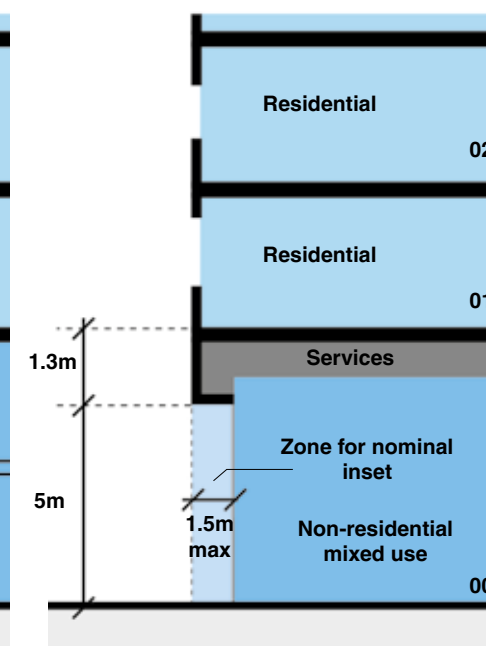 Residential
02
Residential
01
1.3m
Services
Zone for nominal
inset
5m
1.5m
max
Non-residential
mixed use
00